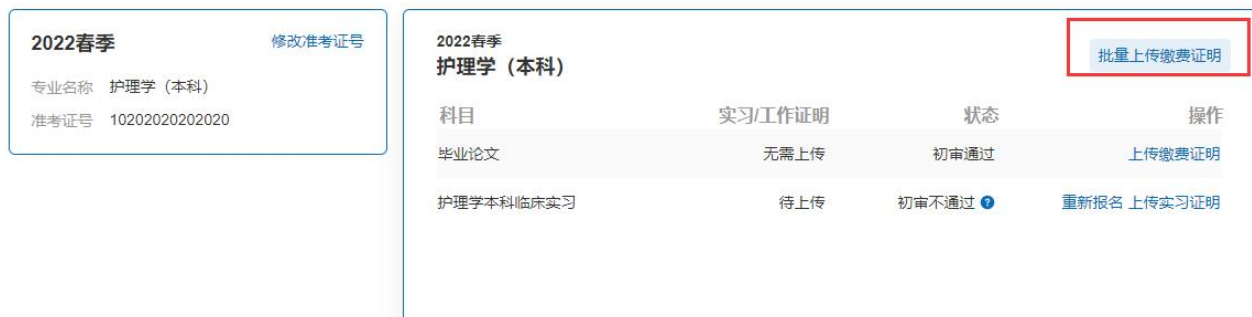 2022春季 修改准考证号
专业名称 护理学（本科）
准考证号 10202020202020
2022春季
护理学（本科）
批量上传缴费证明
科目 实习/工作证明 状态 操作
毕业论文 无需上传 初审通过 上传缴费证明
护理学本科临床实习 待上传 初审不通过 ? 重新报名 上传实习证明